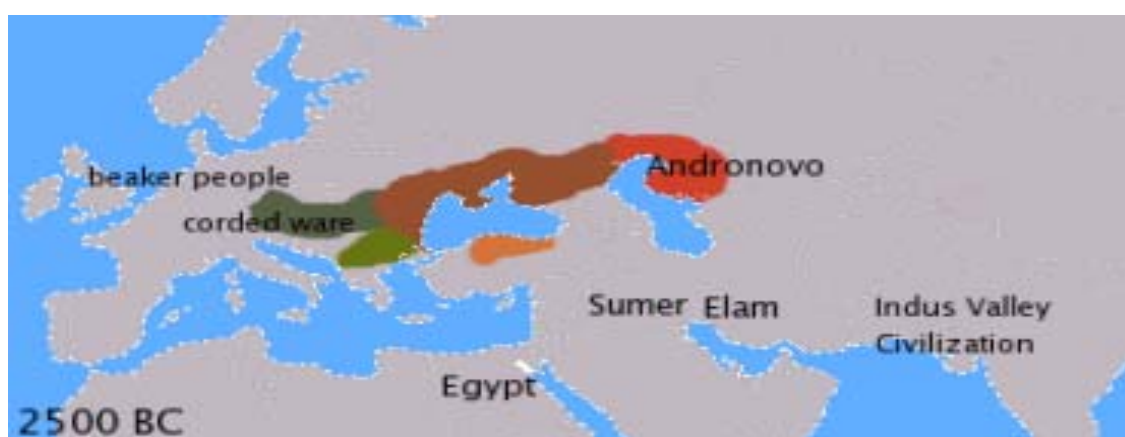 beaker people
Andronovo
corded ware
Sumer
Elam
Indus Valley
Civilization
Egypt
2500 BC